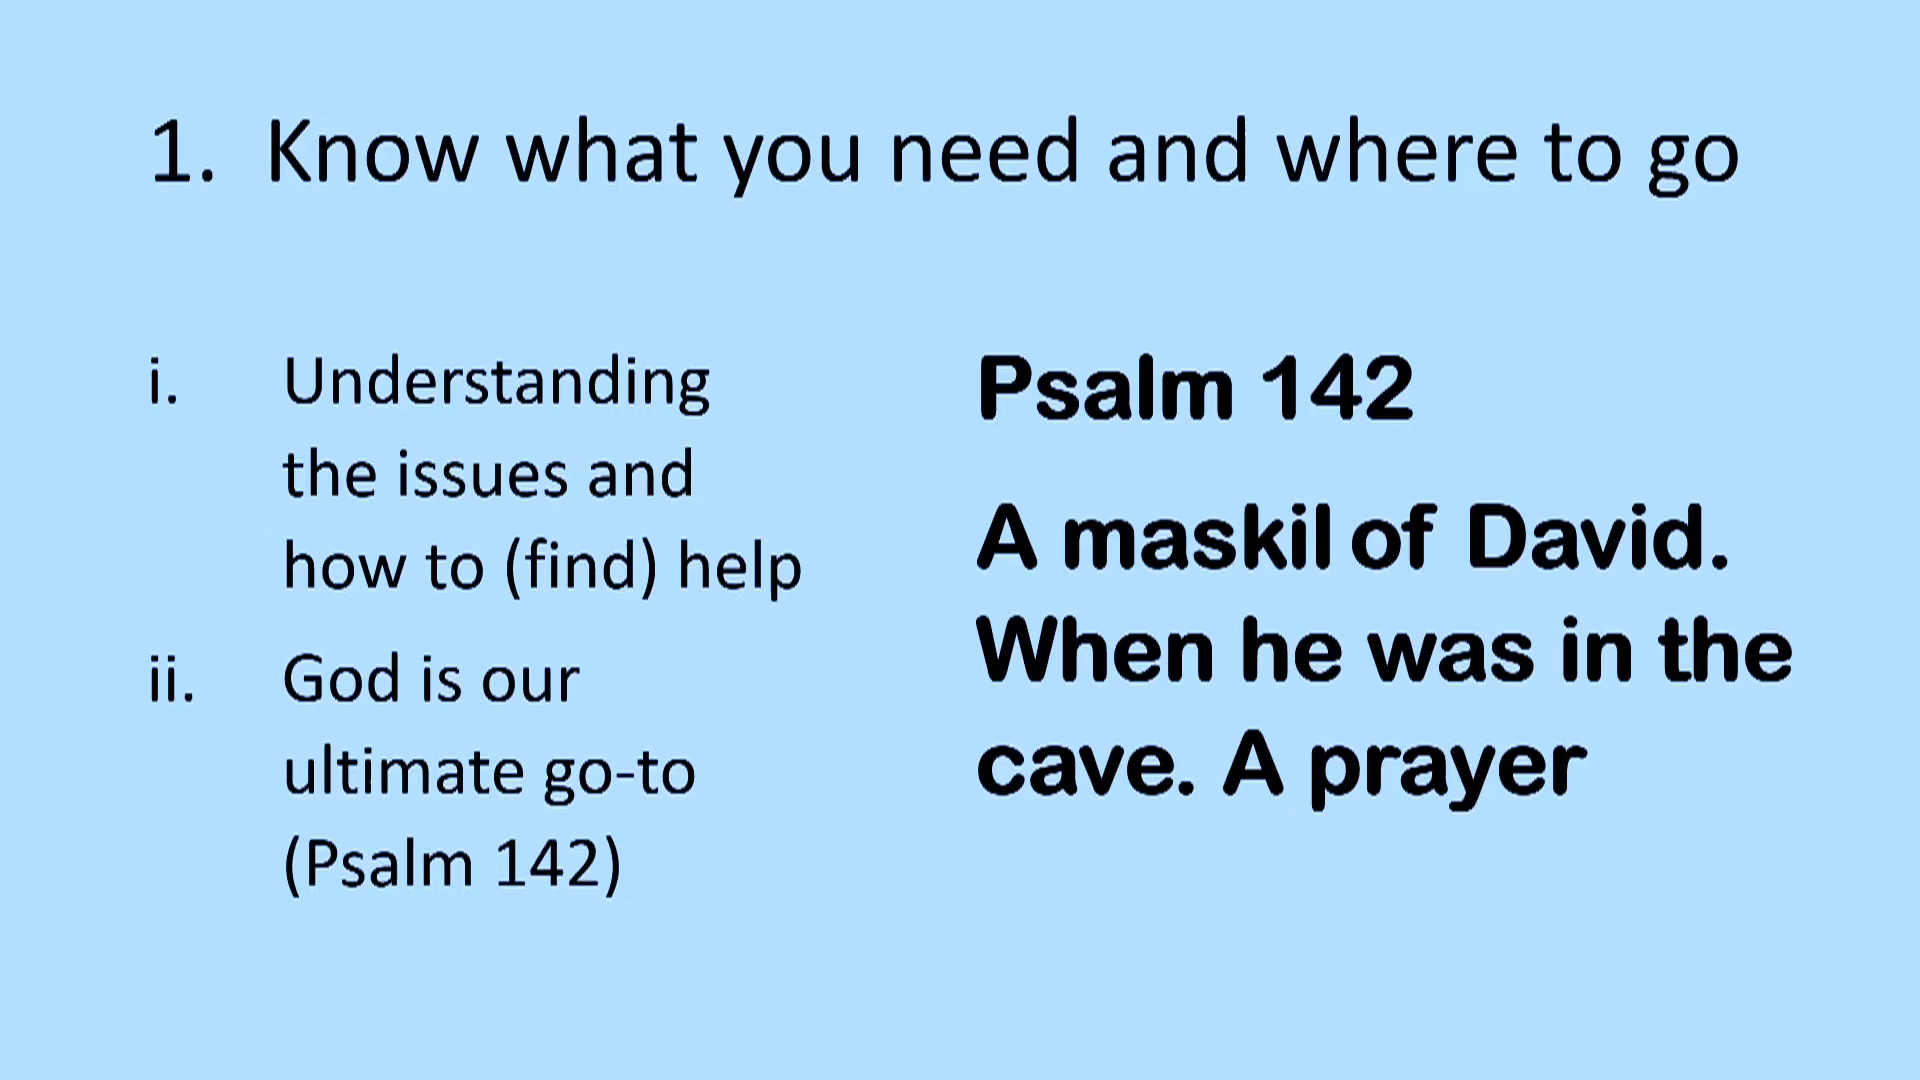 1. Know what you need and where to go
i. Understanding
the issues and
how to (find) help
ii. God is our
ultimate go-to
(Psalm 142)
Psalm 142
A maskil of David.
When he was in the
cave. A prayer